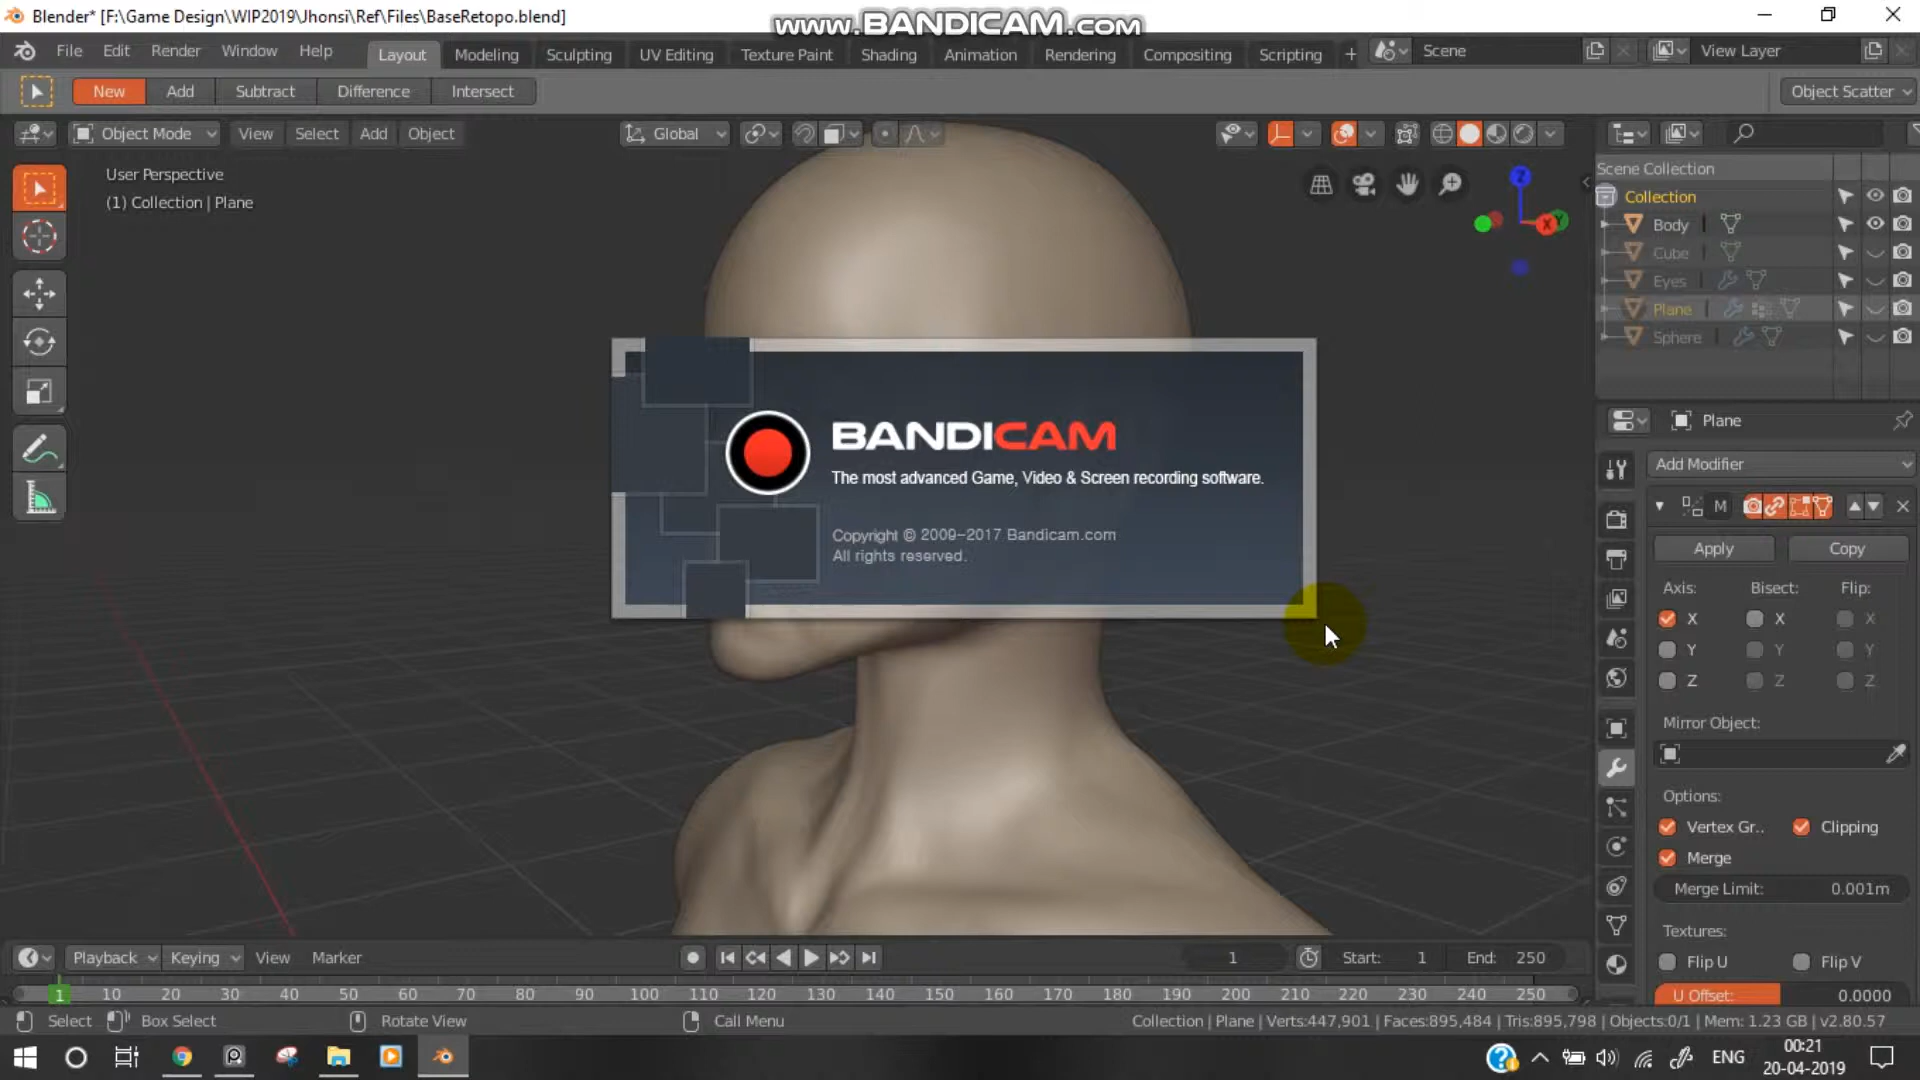 Blender* [F:\Game Design\WIP2019\Jhonsi\Ref\Files\BaseRetopo.blend]
www.BANDICAM.com
File Edit Render Window Help Layout Modeling Sculpting UV Editing Texture Paint Shading Animation Rendering Compositing Scripting + Scene View Layer
New Add Subtract Difference Intersect Object Scatter
Object Mode View Select Add Object Global
User Perspective
(1) Collection | Plane
Z
X
Y
Scene Collection
Collection
Body
Cube
Eyes
Plane
Sphere
BANDICAM
The most advanced Game, Video & Screen recording software.
Copyright © 2009-2017 Bandicam.com
All rights reserved.
Plane
Add Modifier
M
Apply Copy
Axis: Bisect: Flip:
X X X
Y Y Y
Z Z Z
Mirror Object:
Options:
Vertex Gr.. Clipping
Merge
Merge Limit: 0.001m
Textures:
Flip U Flip V
U Offset: 0.0000
Playback Keying View Marker 1 Start: 1 End: 250
1 10 20 30 40 50 60 70 80 90 100 110 120 130 140 150 160 170 180 190 200 210 220 230 240 250
Select Box Select Rotate View Call Menu Collection | Plane | Verts:447,901 | Faces:895,484 | Tris:895,798 | Objects:0/1 | Mem: 1.23 GB | v2.80.57
ENG
00:21
20-04-2019